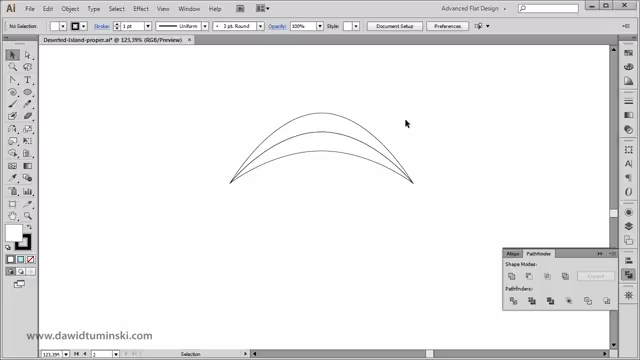 Ai File Edit Object Type Select Effect View Window Help Br Advanced Flat Design
No Selection Stroke: 1 pt Uniform 3 pt. Round Opacity: 100% Style: Document Setup Preferences
Deserted-Island-proper.ai* @ 123,39% (RGB/Preview) ×
Align Pathfinder
Shape Modes:
Expand
Pathfinders:
www.dawidtuminski.com
123,39% 2 Selection